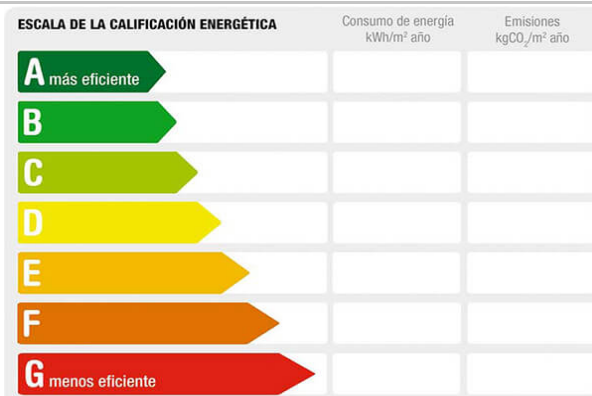 ESCALA DE LA CALIFICACIÓN ENERGÉTICA
Consumo de energía
kWh/m² año
Emisiones
kgCO₂/m² año
A más eficiente
B
C
D
E
F
G menos eficiente